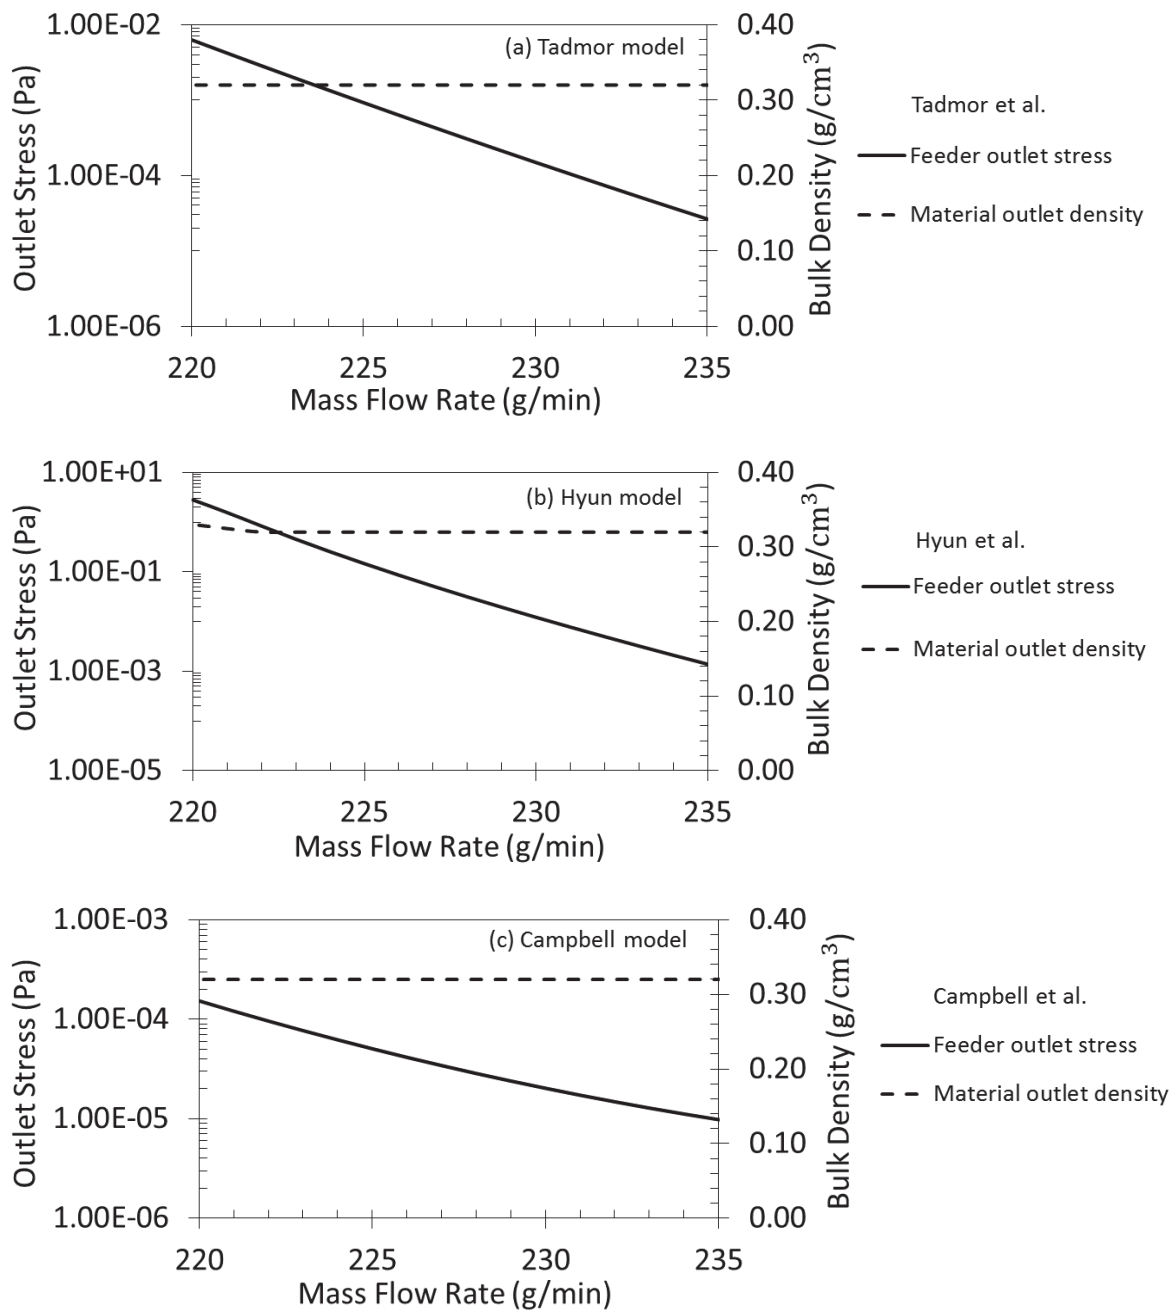 1.00E-02
1.00E-04
1.00E-06
Outlet Stress (Pa)
(a) Tadmor model
0.40
0.30
0.20
0.10
0.00
Bulk Density (g/cm³)
220
225
230
235
Mass Flow Rate (g/min)
Tadmor et al.
Feeder outlet stress
Material outlet density
1.00E+01
1.00E-01
1.00E-03
1.00E-05
Outlet Stress (Pa)
(b) Hyun model
0.40
0.30
0.20
0.10
0.00
Bulk Density (g/cm³)
220
225
230
235
Mass Flow Rate (g/min)
Hyun et al.
Feeder outlet stress
Material outlet density
1.00E-03
1.00E-04
1.00E-05
1.00E-06
Outlet Stress (Pa)
(c) Campbell model
0.40
0.30
0.20
0.10
0.00
Bulk Density (g/cm³)
220
225
230
235
Mass Flow Rate (g/min)
Campbell et al.
Feeder outlet stress
Material outlet density